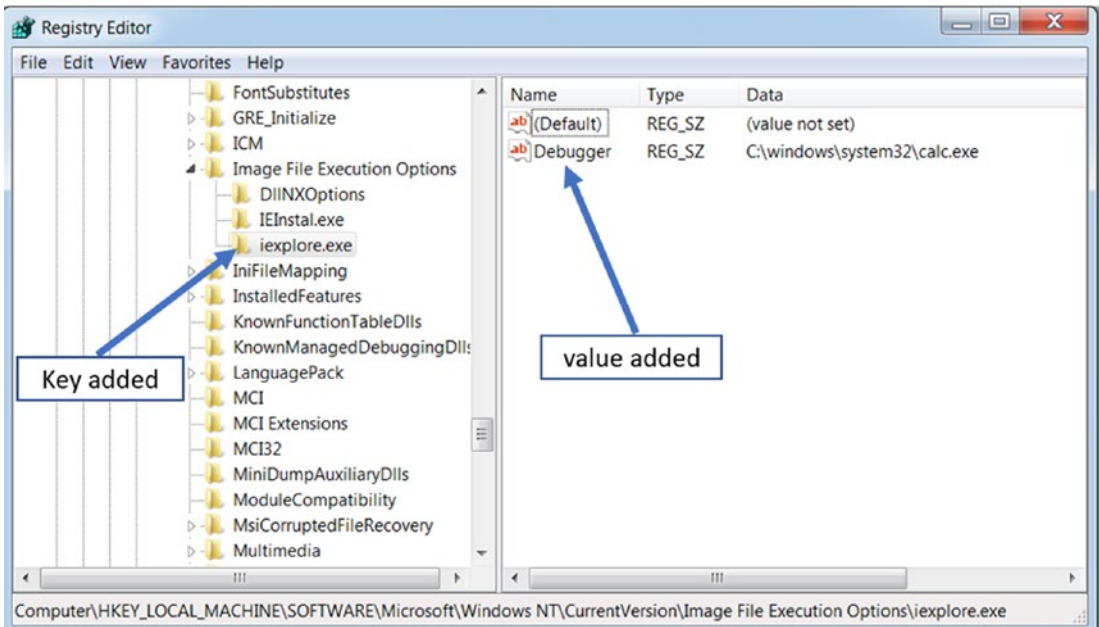 Registry Editor
File Edit View Favorites Help
FontSubstitutes
GRE_Initialize
ICM
Image File Execution Options
DllNXOptions
IEInstal.exe
iexplore.exe
IniFileMapping
InstalledFeatures
KnownFunctionTableDlls
KnownManagedDebuggingDlls
LanguagePack
MCI
MCI Extensions
MCI32
MiniDumpAuxiliaryDlls
ModuleCompatibility
MsiCorruptedFileRecovery
Multimedia
Key added
Name Type Data
(Default) REG_SZ (value not set)
Debugger REG_SZ C:\windows\system32\calc.exe
value added
Computer\HKEY_LOCAL_MACHINE\SOFTWARE\Microsoft\Windows NT\CurrentVersion\Image File Execution Options\iexplore.exe